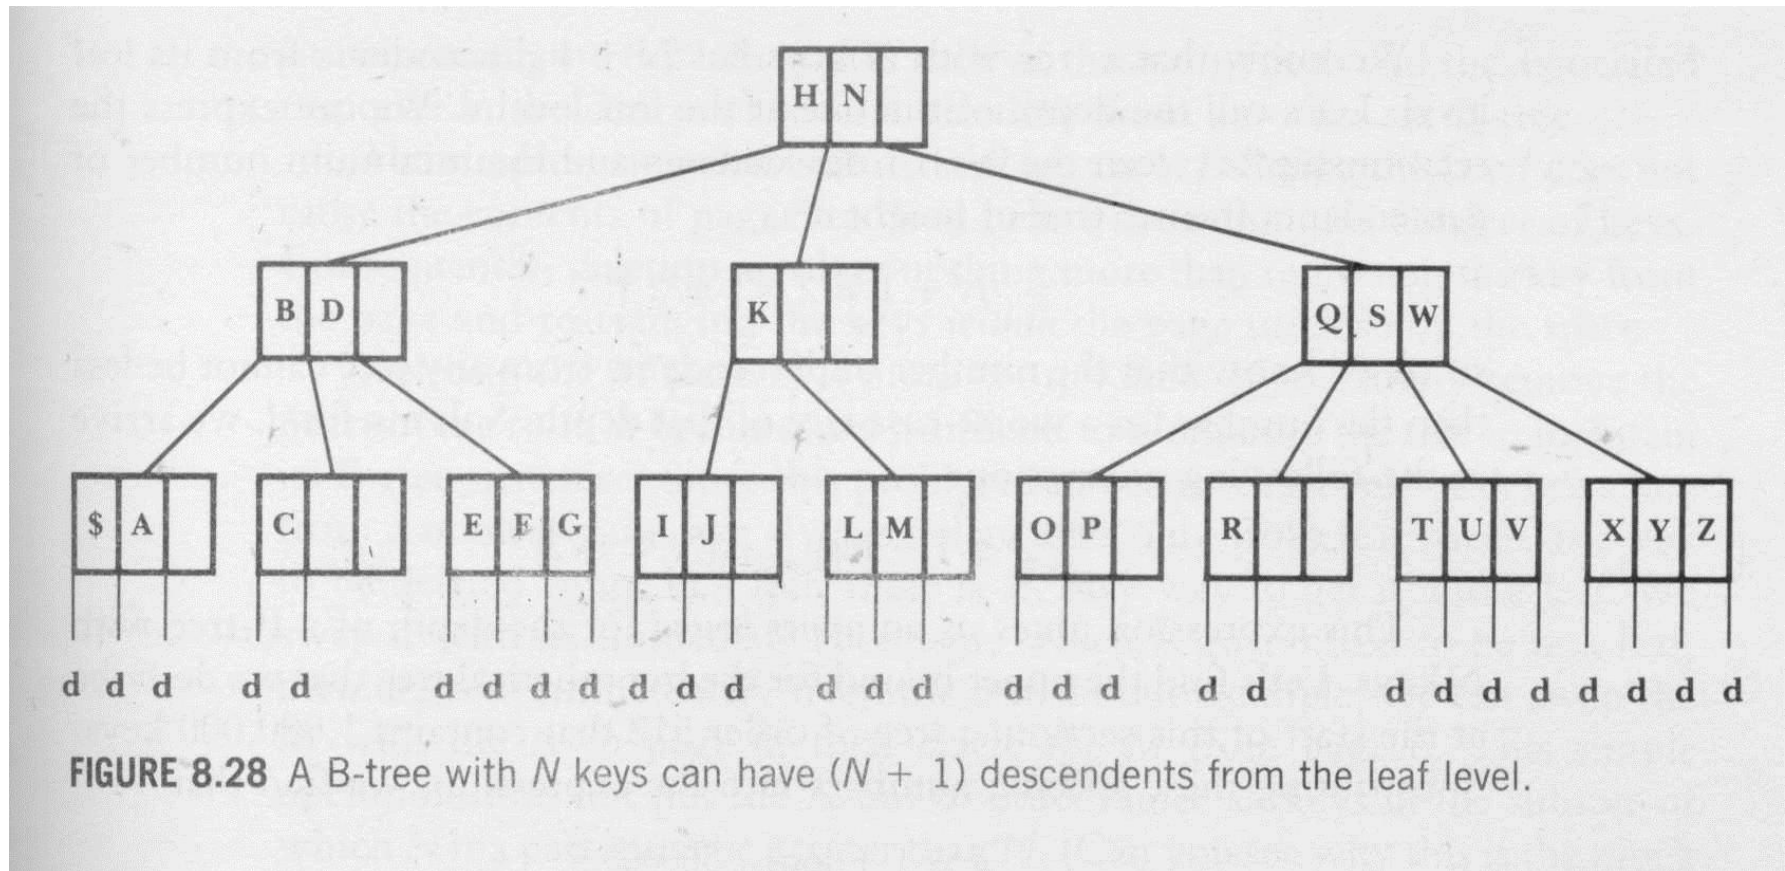 H N
B D K Q S W
$ A C E F G I J L M O P R T U V X Y Z
d d d d d d d d d d d d d d d d d d d d d d d d d d d
FIGURE 8.28 A B-tree with N keys can have (N + 1) descendents from the leaf level.